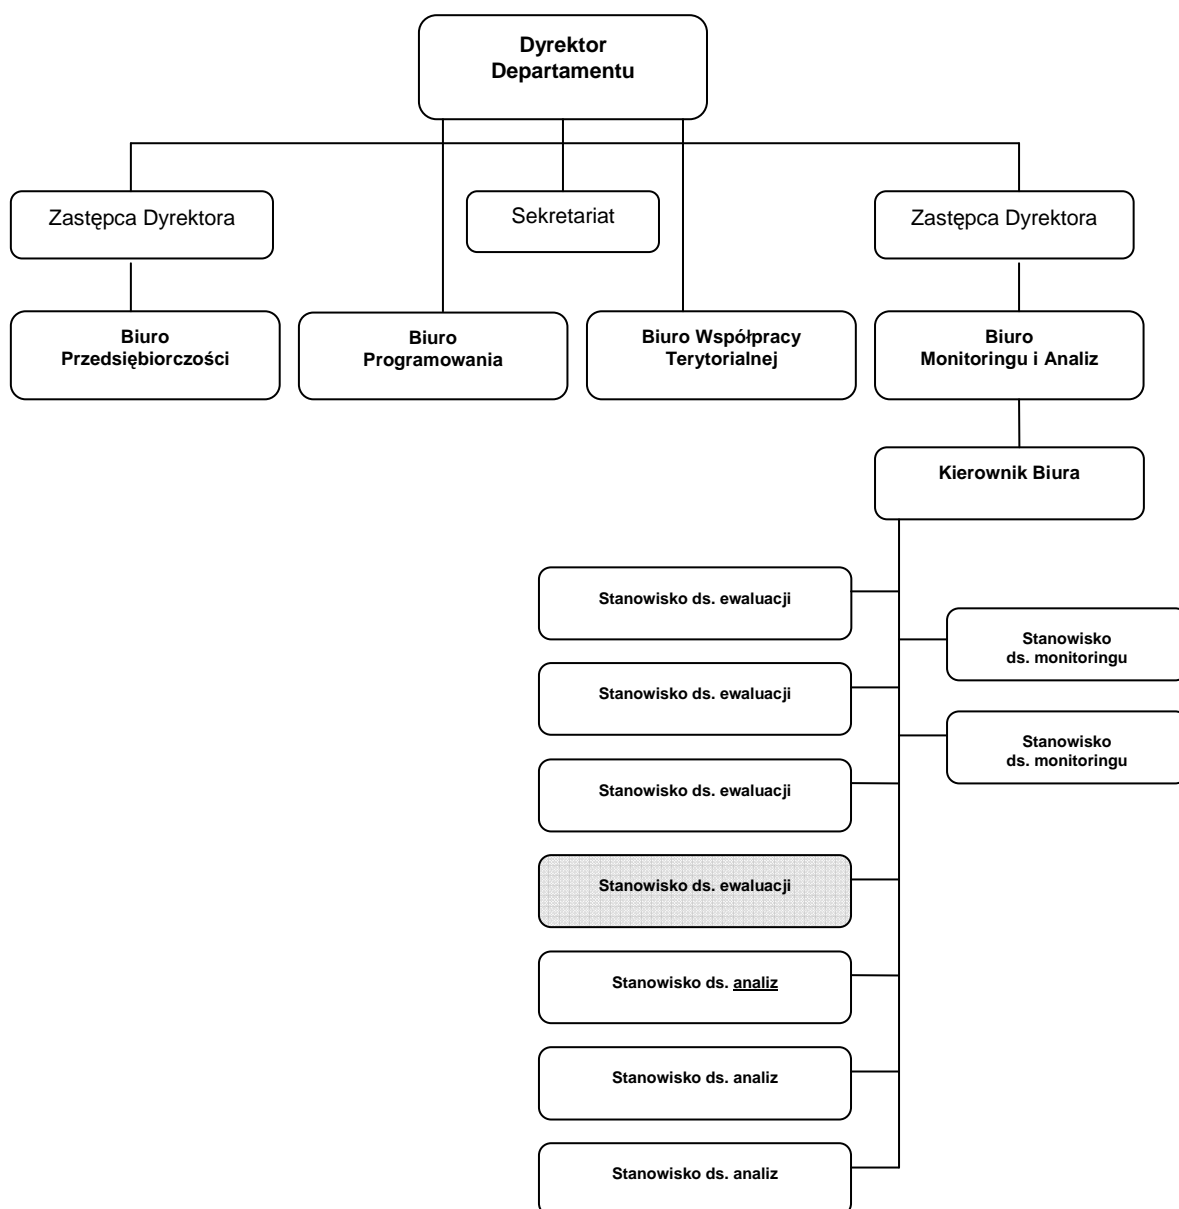 Dyrektor
Departamentu
Zastępca Dyrektora
Sekretariat
Zastępca Dyrektora
Biuro
Przedsiębiorczości
Biuro
Programowania
Biuro Współpracy
Terytorialnej
Biuro
Monitoringu i Analiz
Kierownik Biura
Stanowisko ds. ewaluacji
Stanowisko
ds. monitoringu
Stanowisko ds. ewaluacji
Stanowisko
ds. monitoringu
Stanowisko ds. ewaluacji
Stanowisko ds. ewaluacji
Stanowisko ds. analiz
Stanowisko ds. analiz
Stanowisko ds. analiz